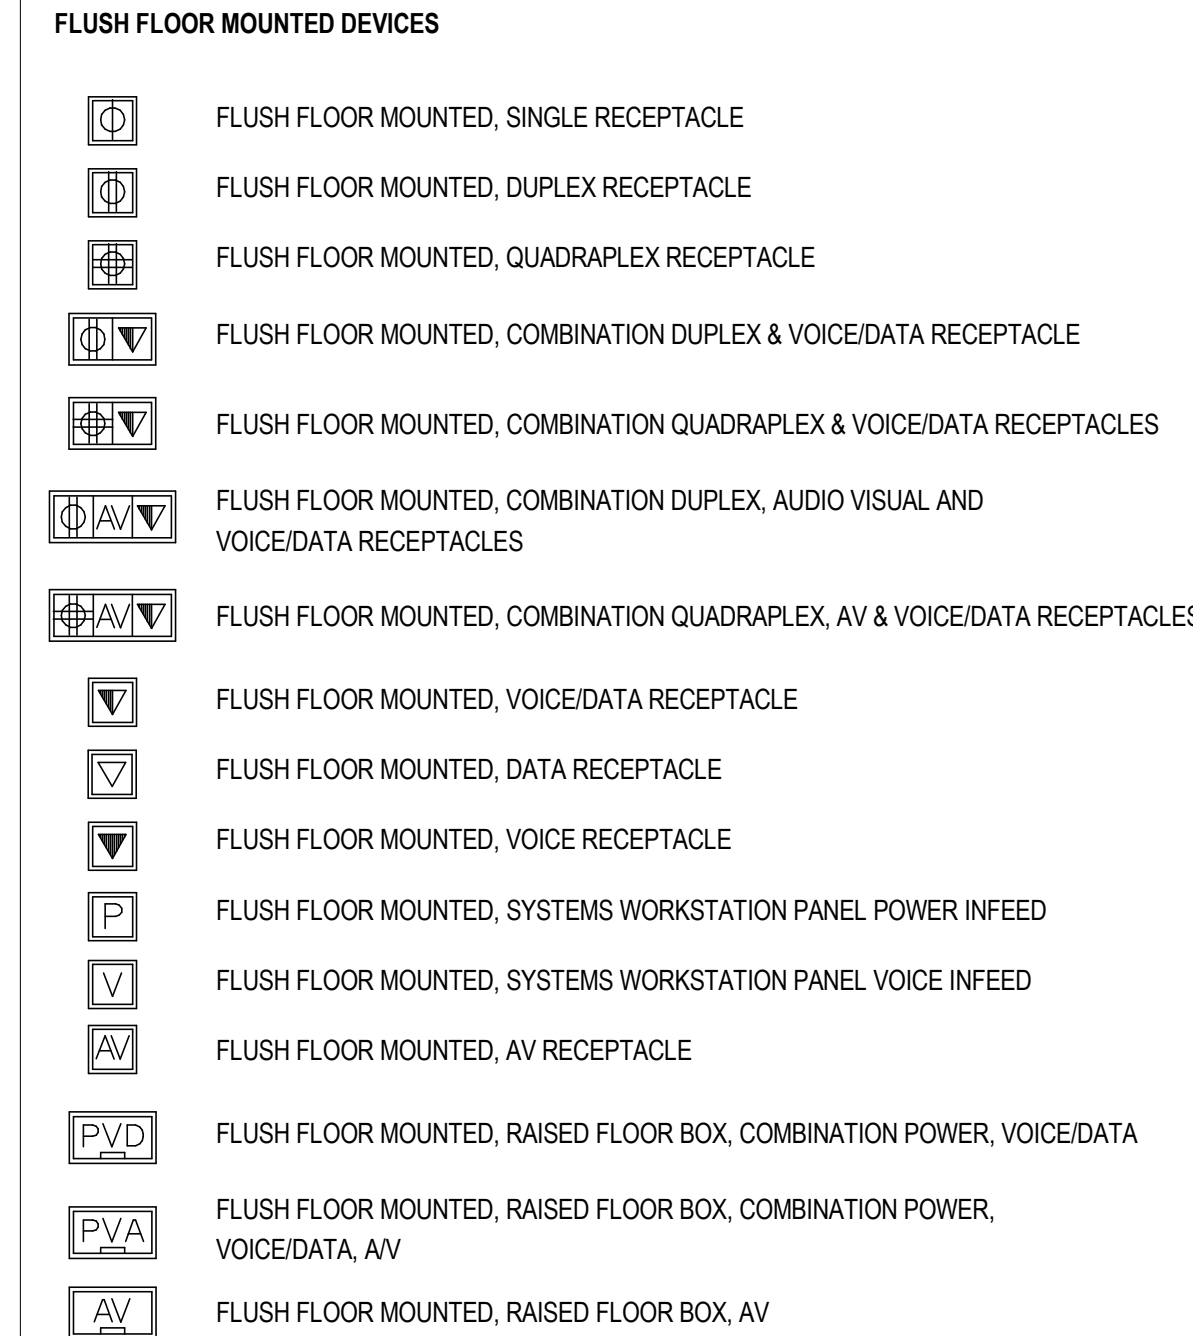 FLUSH FLOOR MOUNTED DEVICES
FLUSH FLOOR MOUNTED, SINGLE RECEPTACLE
FLUSH FLOOR MOUNTED, DUPLEX RECEPTACLE
FLUSH FLOOR MOUNTED, QUADRAPLEX RECEPTACLE
FLUSH FLOOR MOUNTED, COMBINATION DUPLEX & VOICE/DATA RECEPTACLE
FLUSH FLOOR MOUNTED, COMBINATION QUADRAPLEX & VOICE/DATA RECEPTACLES
AV FLUSH FLOOR MOUNTED, COMBINATION DUPLEX, AUDIO VISUAL AND
VOICE/DATA RECEPTACLES
AV FLUSH FLOOR MOUNTED, COMBINATION QUADRAPLEX, AV & VOICE/DATA RECEPTACLES
FLUSH FLOOR MOUNTED, VOICE/DATA RECEPTACLE
FLUSH FLOOR MOUNTED, DATA RECEPTACLE
FLUSH FLOOR MOUNTED, VOICE RECEPTACLE
P FLUSH FLOOR MOUNTED, SYSTEMS WORKSTATION PANEL POWER INFEED
V FLUSH FLOOR MOUNTED, SYSTEMS WORKSTATION PANEL VOICE INFEED
AV FLUSH FLOOR MOUNTED, AV RECEPTACLE
PVD FLUSH FLOOR MOUNTED, RAISED FLOOR BOX, COMBINATION POWER, VOICE/DATA
PVA FLUSH FLOOR MOUNTED, RAISED FLOOR BOX, COMBINATION POWER,
VOICE/DATA, A/V
AV FLUSH FLOOR MOUNTED, RAISED FLOOR BOX, AV